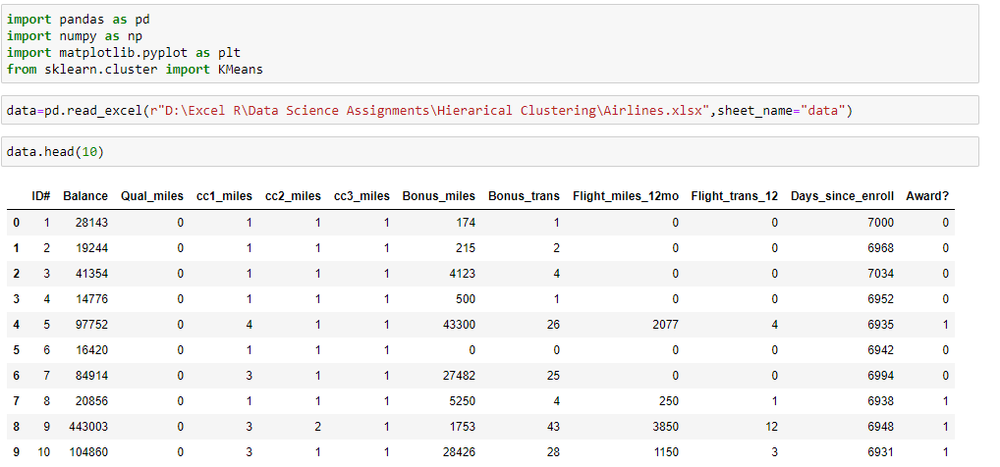 import pandas as pd
import numpy as np
import matplotlib.pyplot as plt
from sklearn.cluster import KMeans
data=pd.read_excel(r"D:\Excel R\Data Science Assignments\Hierarical Clustering\Airlines.xlsx",sheet_name="data")
data.head(10)
ID# Balance Qual_miles cc1_miles cc2_miles cc3_miles Bonus_miles Bonus_trans Flight_miles_12mo Flight_trans_12 Days_since_enroll Award?
0 1 28143 0 1 1 1 174 1 0 0 7000 0
1 2 19244 0 1 1 1 215 2 0 0 6968 0
2 3 41354 0 1 1 1 4123 4 0 0 7034 0
3 4 14776 0 1 1 1 500 1 0 0 6952 0
4 5 97752 0 4 1 1 43300 26 2077 4 6935 1
5 6 16420 0 1 1 1 0 0 0 0 6942 0
6 7 84914 0 3 1 1 27482 25 0 0 6994 0
7 8 20856 0 1 1 1 5250 4 250 1 6938 1
8 9 443003 0 3 2 1 1753 43 3850 12 6948 1
9 10 104860 0 3 1 1 28426 28 1150 3 6931 1